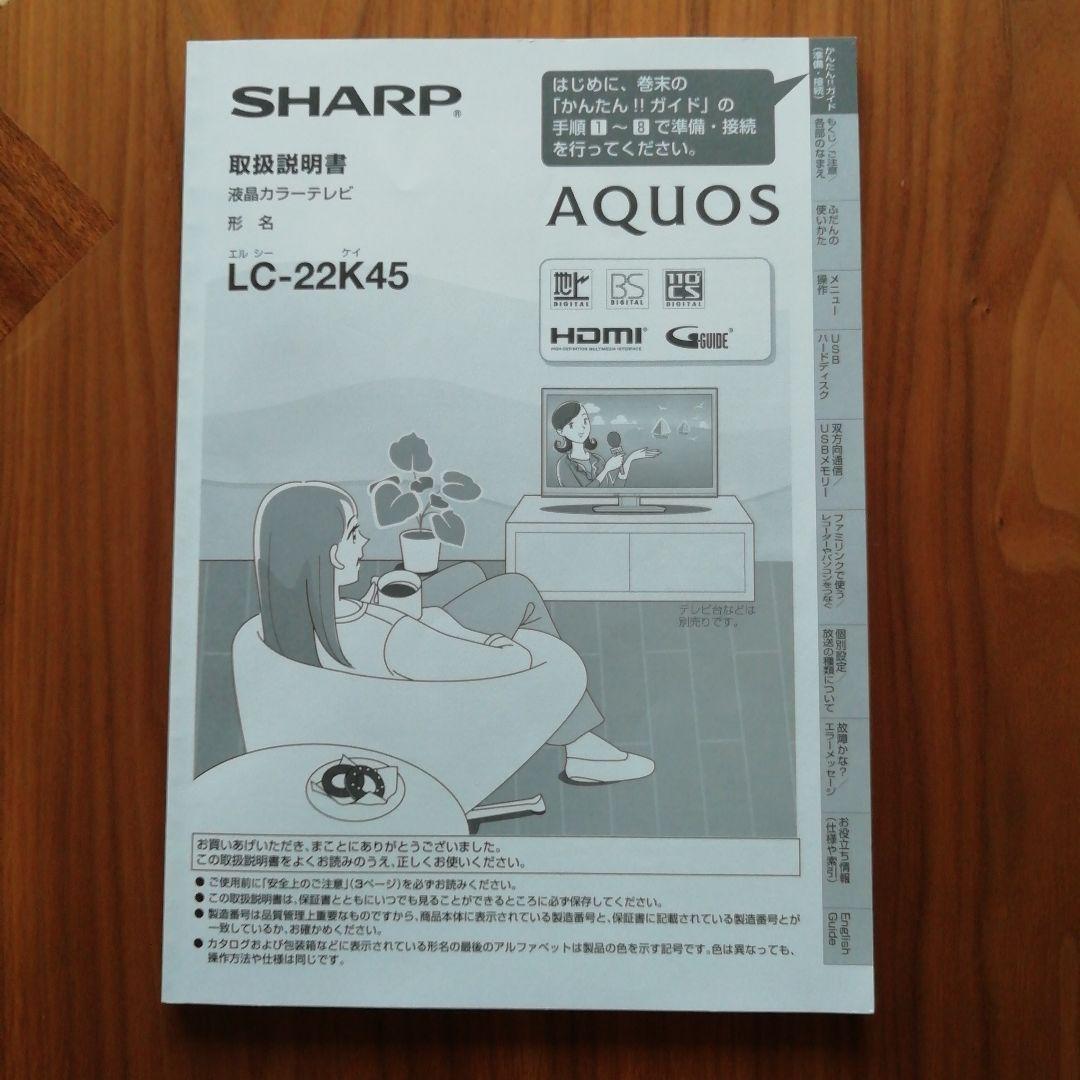 SHARP®
取扱説明書
液晶カラーテレビ
形 名
エル シー ケイ
LC-22K45
はじめに、巻末の
「かんたん!!ガイド」の
手順1～8で準備・接続
を行ってください。
AQUOS
地上 DIGITAL
BS DIGITAL
110°CS DIGITAL
HDMI®
HIGH-DEFINITION MULTIMEDIA INTERFACE
G-GUIDE®
テレビ台などは
別売りです。
お買いあげいただき、まことにありがとうございました。
この取扱説明書をよくお読みのうえ、正しくお使いください。
● ご使用前に「安全上のご注意」(3ページ)を必ずお読みください。
● この取扱説明書は、保証書とともにいつでも見ることができるところに必ず保存してください。
● 製造番号は品質管理上重要なものですから、商品本体に表示されている製造番号と、保証書に記載されている製造番号とが
一致しているか、お確かめください。
● カタログおよび包装箱などに表示されている形名の最後のアルファベットは製品の色を示す記号です。色は異なっても、
操作方法や仕様は同じです。
かんたん!!ガイド
(準備・接続)
もくじ/ご注意/
各部のなまえ
ふだんの
使いかた
メニュー
操作
USB
ハードディスク
双方向通信/
USBメモリー
ファミリンクで使う/
レコーダーやパソコンをつなぐ
個別設定/
放送の種類について
故障かな?/
エラーメッセージ
お役立ち情報
(仕様や索引)
English
Guide